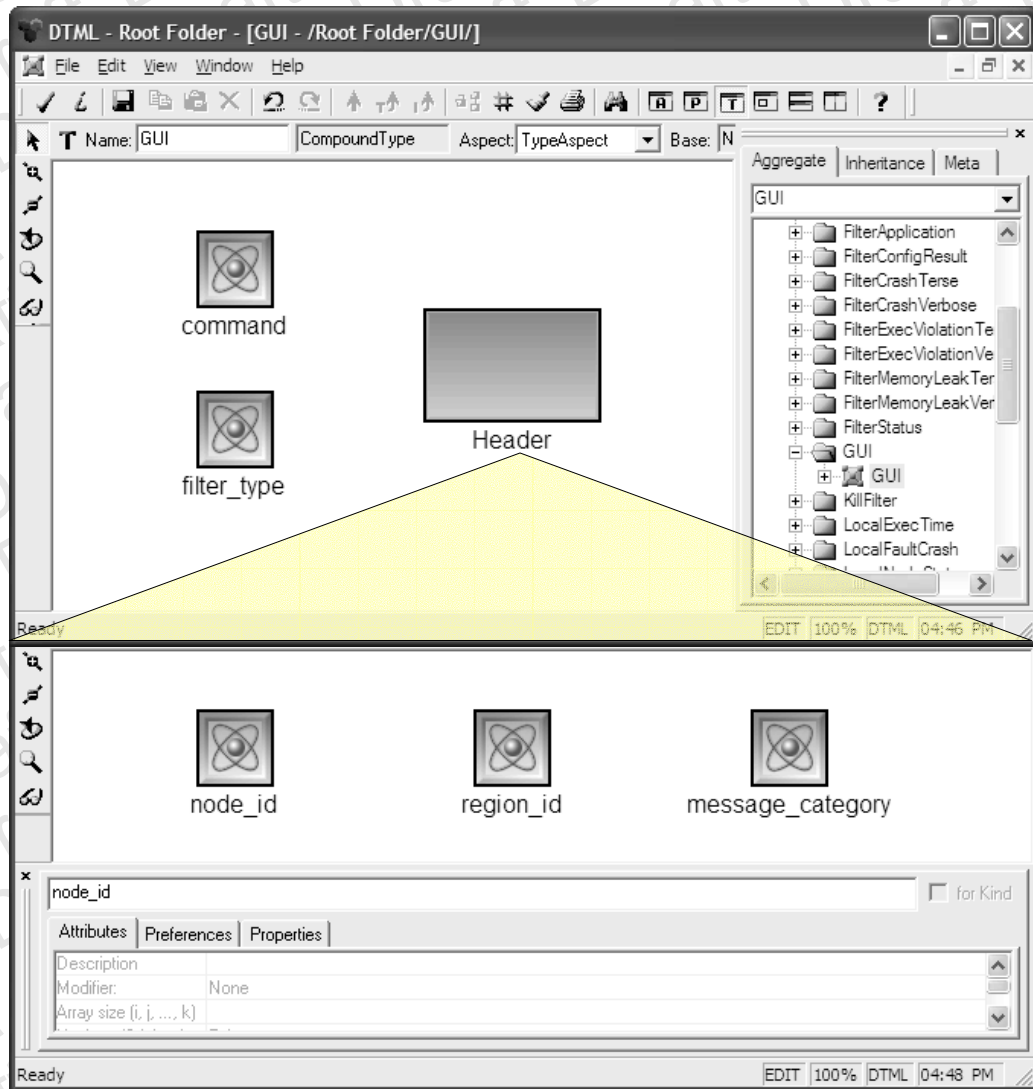 DTML - Root Folder - [GUI - /Root Folder/GUI/]
File Edit View Window Help
T Name: GUI CompoundType Aspect: TypeAspect Base: N
Aggregate Inheritance Meta
GUI
FilterApplication
FilterConfigResult
FilterCrashTerse
FilterCrashVerbose
FilterExecViolationTe
FilterExecViolationVe
FilterMemoryLeakTer
FilterMemoryLeakVer
FilterStatus
GUI
GUI
KillFilter
LocalExecTime
LocalFaultCrash
command
Header
filter_type
Ready EDIT 100% DTML 04:46 PM
node_id region_id message_category
node_id for Kind
Attributes Preferences Properties
Description
Modifier: None
Array size (i, j, ..., k)
Ready EDIT 100% DTML 04:48 PM